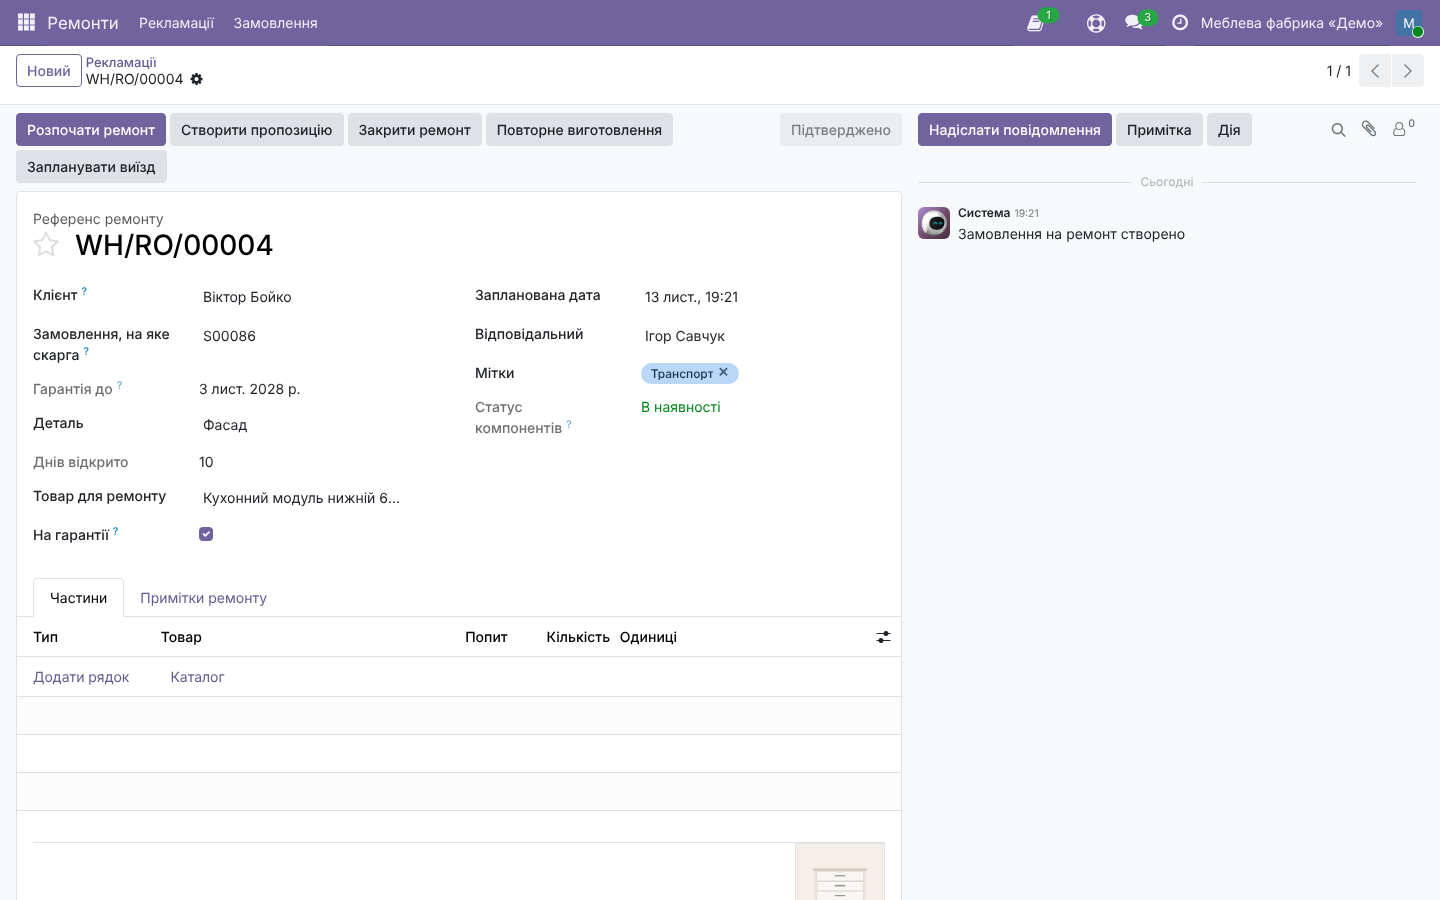 Ремонти Рекламації Замовлення 1 3 Меблева фабрика «Демо» M
Новий Рекламації
WH/RO/00004
1 / 1
Розпочати ремонт Створити пропозицію Закрити ремонт Повторне виготовлення Підтверджено
Запланувати виїзд
Надіслати повідомлення Примітка Дія 0
Сьогодні
Система 19:21
Замовлення на ремонт створено
Референс ремонту
WH/RO/00004
Клієнт ? Віктор Бойко
Замовлення, на яке скарга ? S00086
Гарантія до ? 3 лист. 2028 р.
Деталь Фасад
Днів відкрито 10
Товар для ремонту Кухонний модуль нижній 6...
На гарантії ?
Запланована дата 13 лист., 19:21
Відповідальний Ігор Савчук
Мітки Транспорт
Статус компонентів ? В наявності
Частини Примітки ремонту
Тип Товар Попит Кількість Одиниці
Додати рядок Каталог